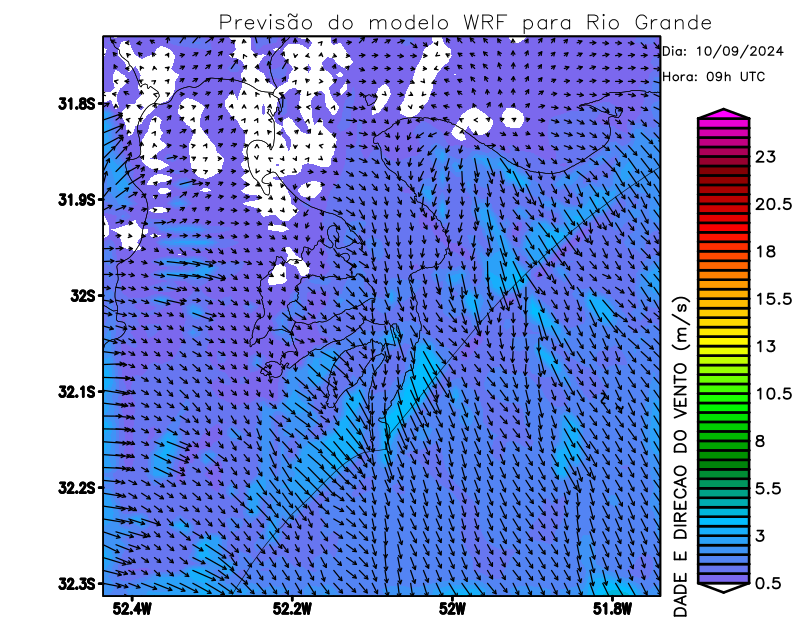 Previsão do modelo WRF para Rio Grande
Dia: 10/09/2024
Hora: 09h UTC
31.8S
31.9S
32S
32.1S
32.2S
32.3S
52.4W
52.2W
52W
51.8W
23
20.5
18
15.5
13
10.5
8
5.5
3
0.5
DADE E DIRECAO DO VENTO (m/s)